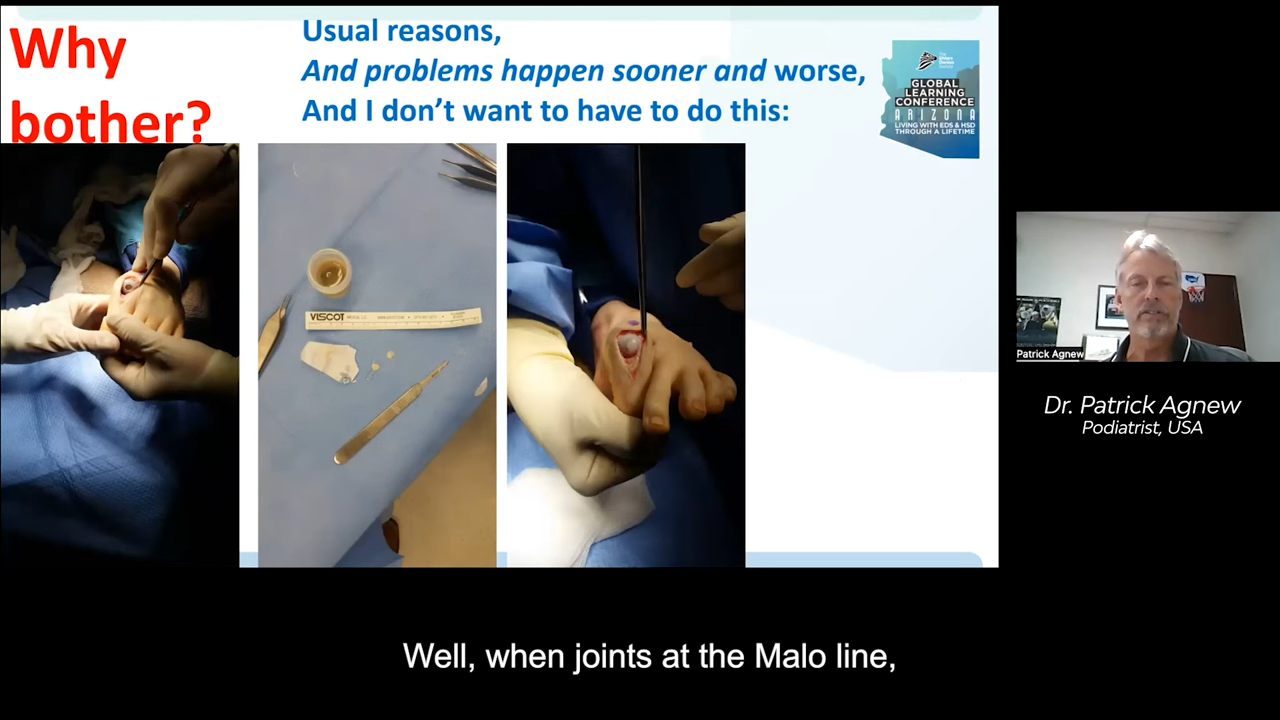 Why
bother?
Usual reasons,
And problems happen sooner and worse,
And I don't want to have to do this:
GLOBAL
LEARNING
CONFERENCE
ARIZONA
LIVING WITH EDS & HSD
THROUGH A LIFETIME
VISCOT
Patrick Agnew
Dr. Patrick Agnew
Podiatrist, USA
Well, when joints at the Malo line,